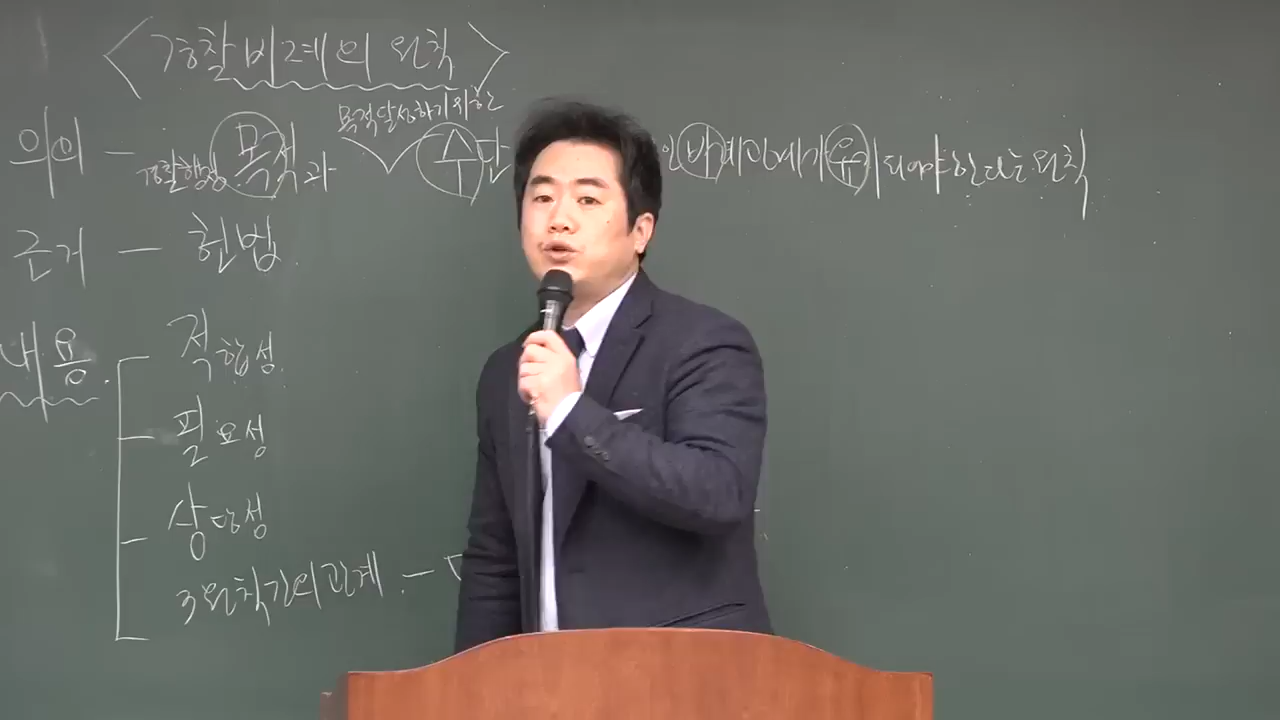 <경찰비례의 원칙>
목적달성하기위한
의의 - 경찰행정 목적과 수단 비례관계가 유지되야 한다는 원칙
근거 - 헌법
내용
적합성
필요성
상당성
3원칙간의 관계 -